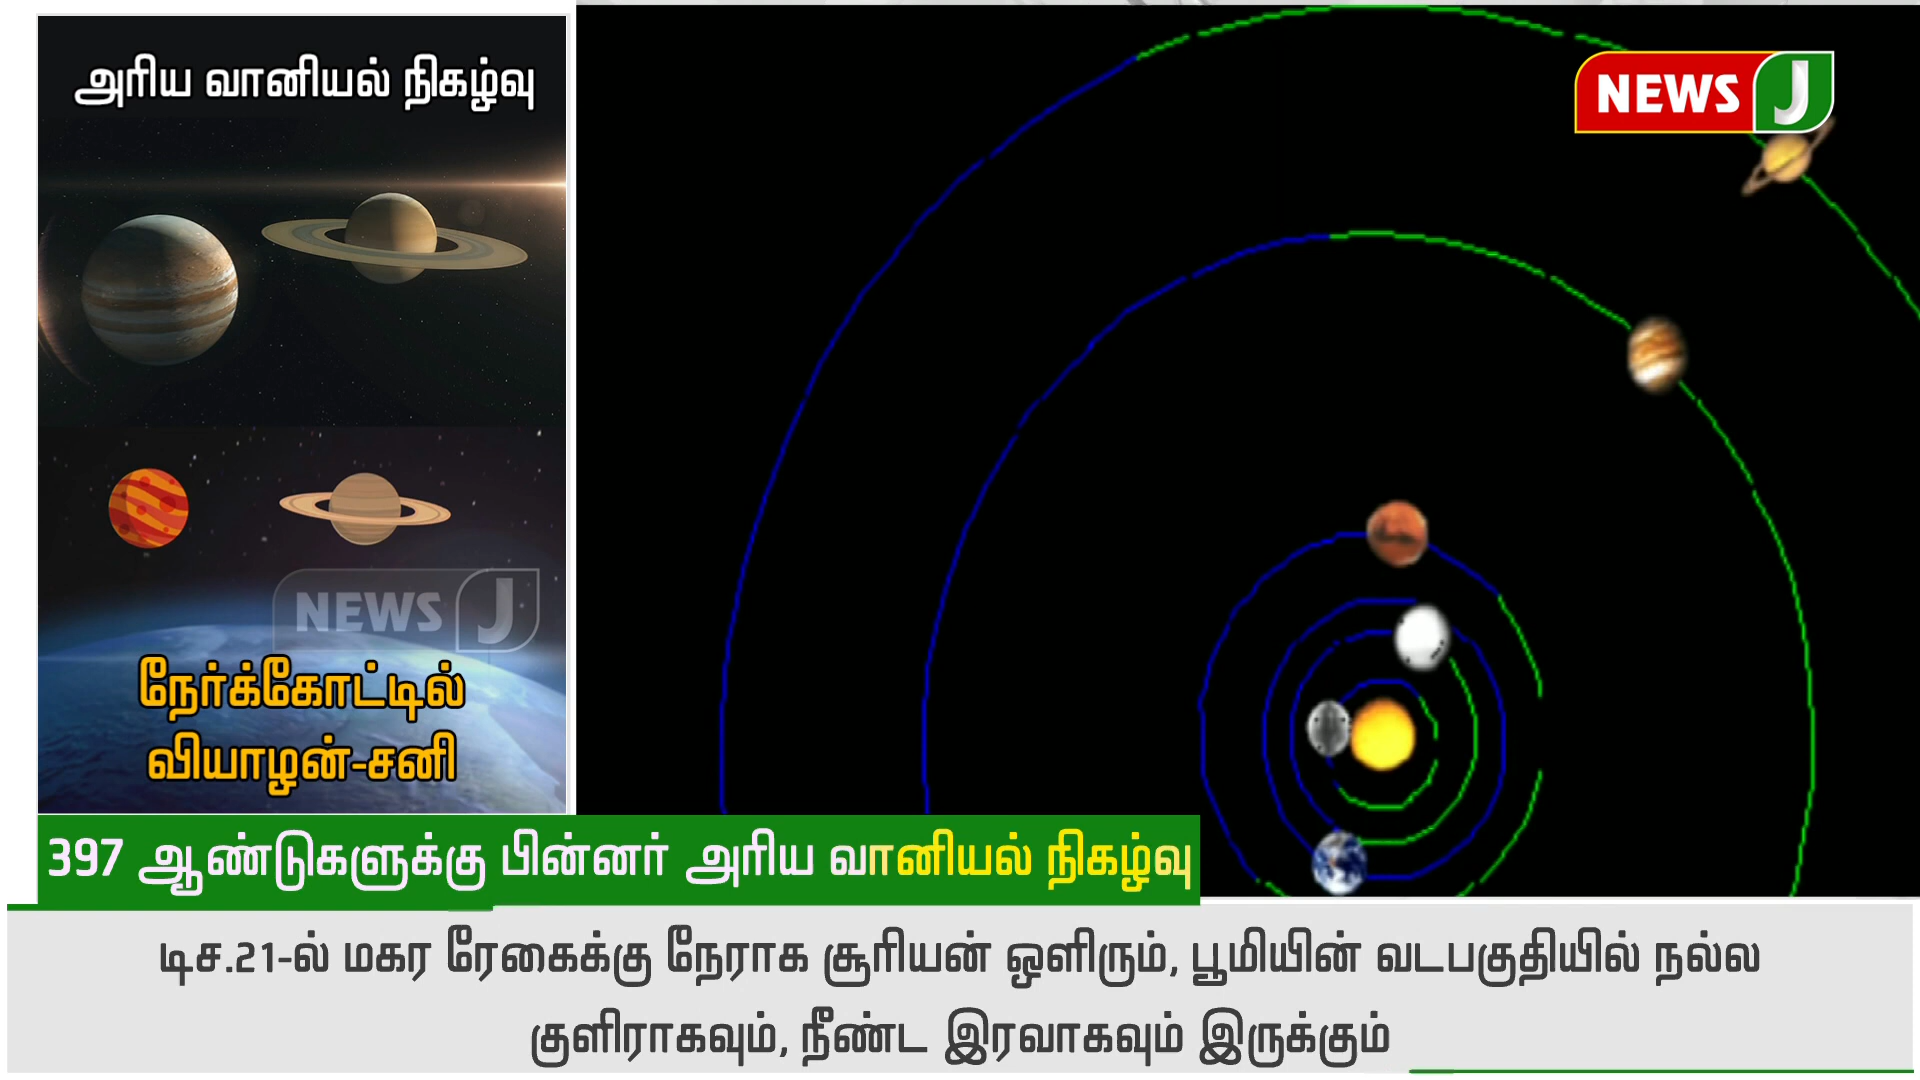 அரிய வானியல் நிகழ்வு
NEWS J
NEWS J
நேர்க்கோட்டில்
வியாழன்-சனி
397 ஆண்டுகளுக்கு பின்னர் அரிய வானியல் நிகழ்வு
டிச.21-ல் மகர ரேகைக்கு நேராக சூரியன் ஒளிரும், பூமியின் வடபகுதியில் நல்ல
குளிராகவும், நீண்ட இரவாகவும் இருக்கும்